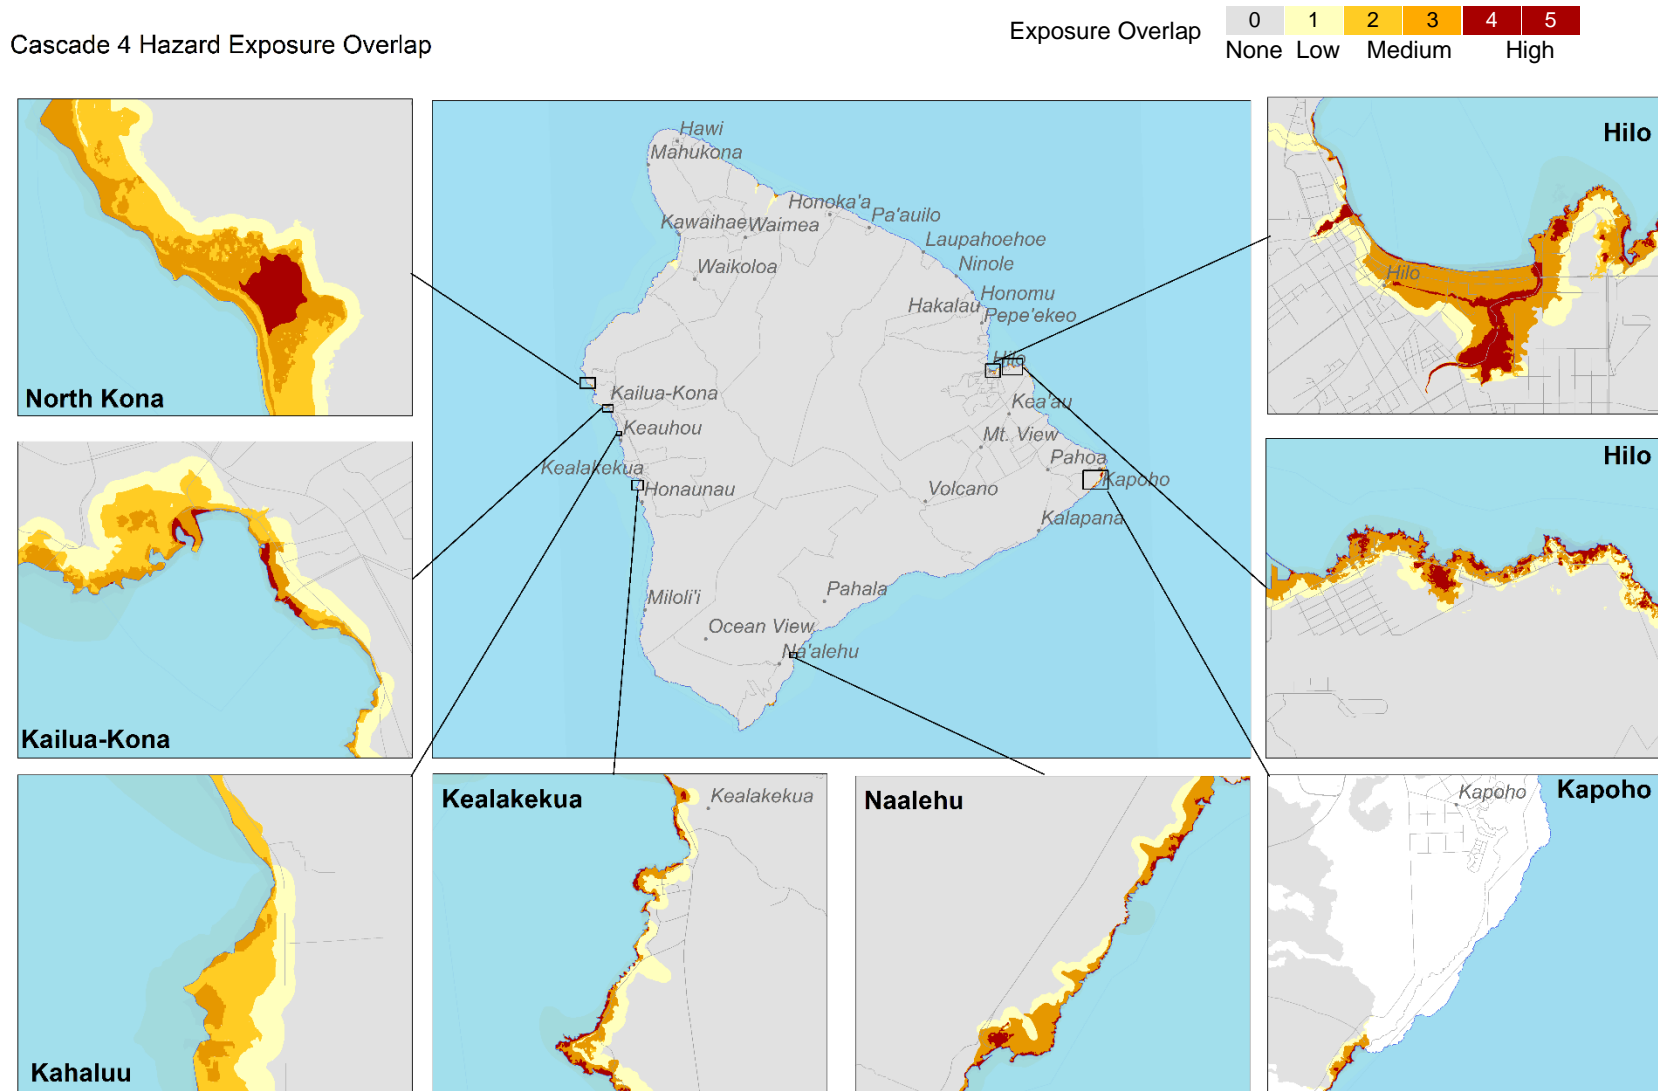 Cascade 4 Hazard Exposure Overlap
Exposure Overlap
0 1 2 3 4 5
None Low Medium High
North Kona
Kailua-Kona
Kahaluu
Hawi
Mahukona
Honoka'a
Kawaihae Waimea
Pa'auilo
Laupahoehoe
Waikoloa
Ninole
Honomu
Hakalau
Pepe'ekeo
Hilo
Kailua-Kona
Kea'au
Keauhou
Mt. View
Kealakekua
Pahoa
Kapoho
Honaunau
Volcano
Kalapana
Miloli'i
Pahala
Ocean View
Na'alehu
Hilo
Hilo
Hilo
Kealakekua
Kealakekua
Naalehu
Kapoho
Kapoho